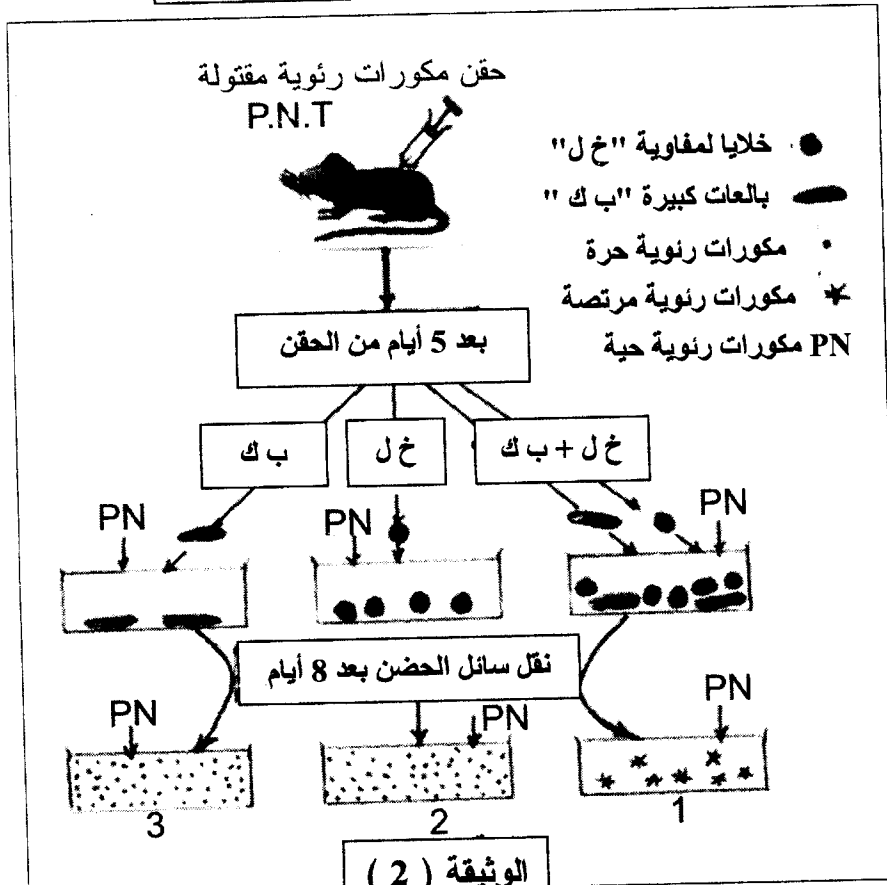 حقن مكورات رئوية مقتولة
P.N.T
خلايا لمفاوية "خ ل"
بالعات كبيرة "ب ك"
مكورات رئوية حرة
مكورات رئوية مرتصة
PN مكورات رئوية حية
بعد 5 أيام من الحقن
خ ل + ب ك
خ ل
ب ك
PN
PN
PN
نقل سائل الحضن بعد 8 أيام
PN
PN
PN
1
2
3
الوثيقة ( 2 )